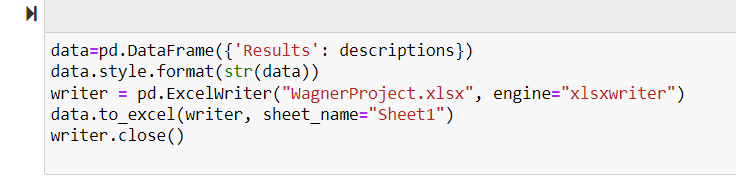 data=pd.DataFrame({'Results': descriptions})
data.style.format(str(data))
writer = pd.ExcelWriter("WagnerProject.xlsx", engine="xlsxwriter")
data.to_excel(writer, sheet_name="Sheet1")
writer.close()